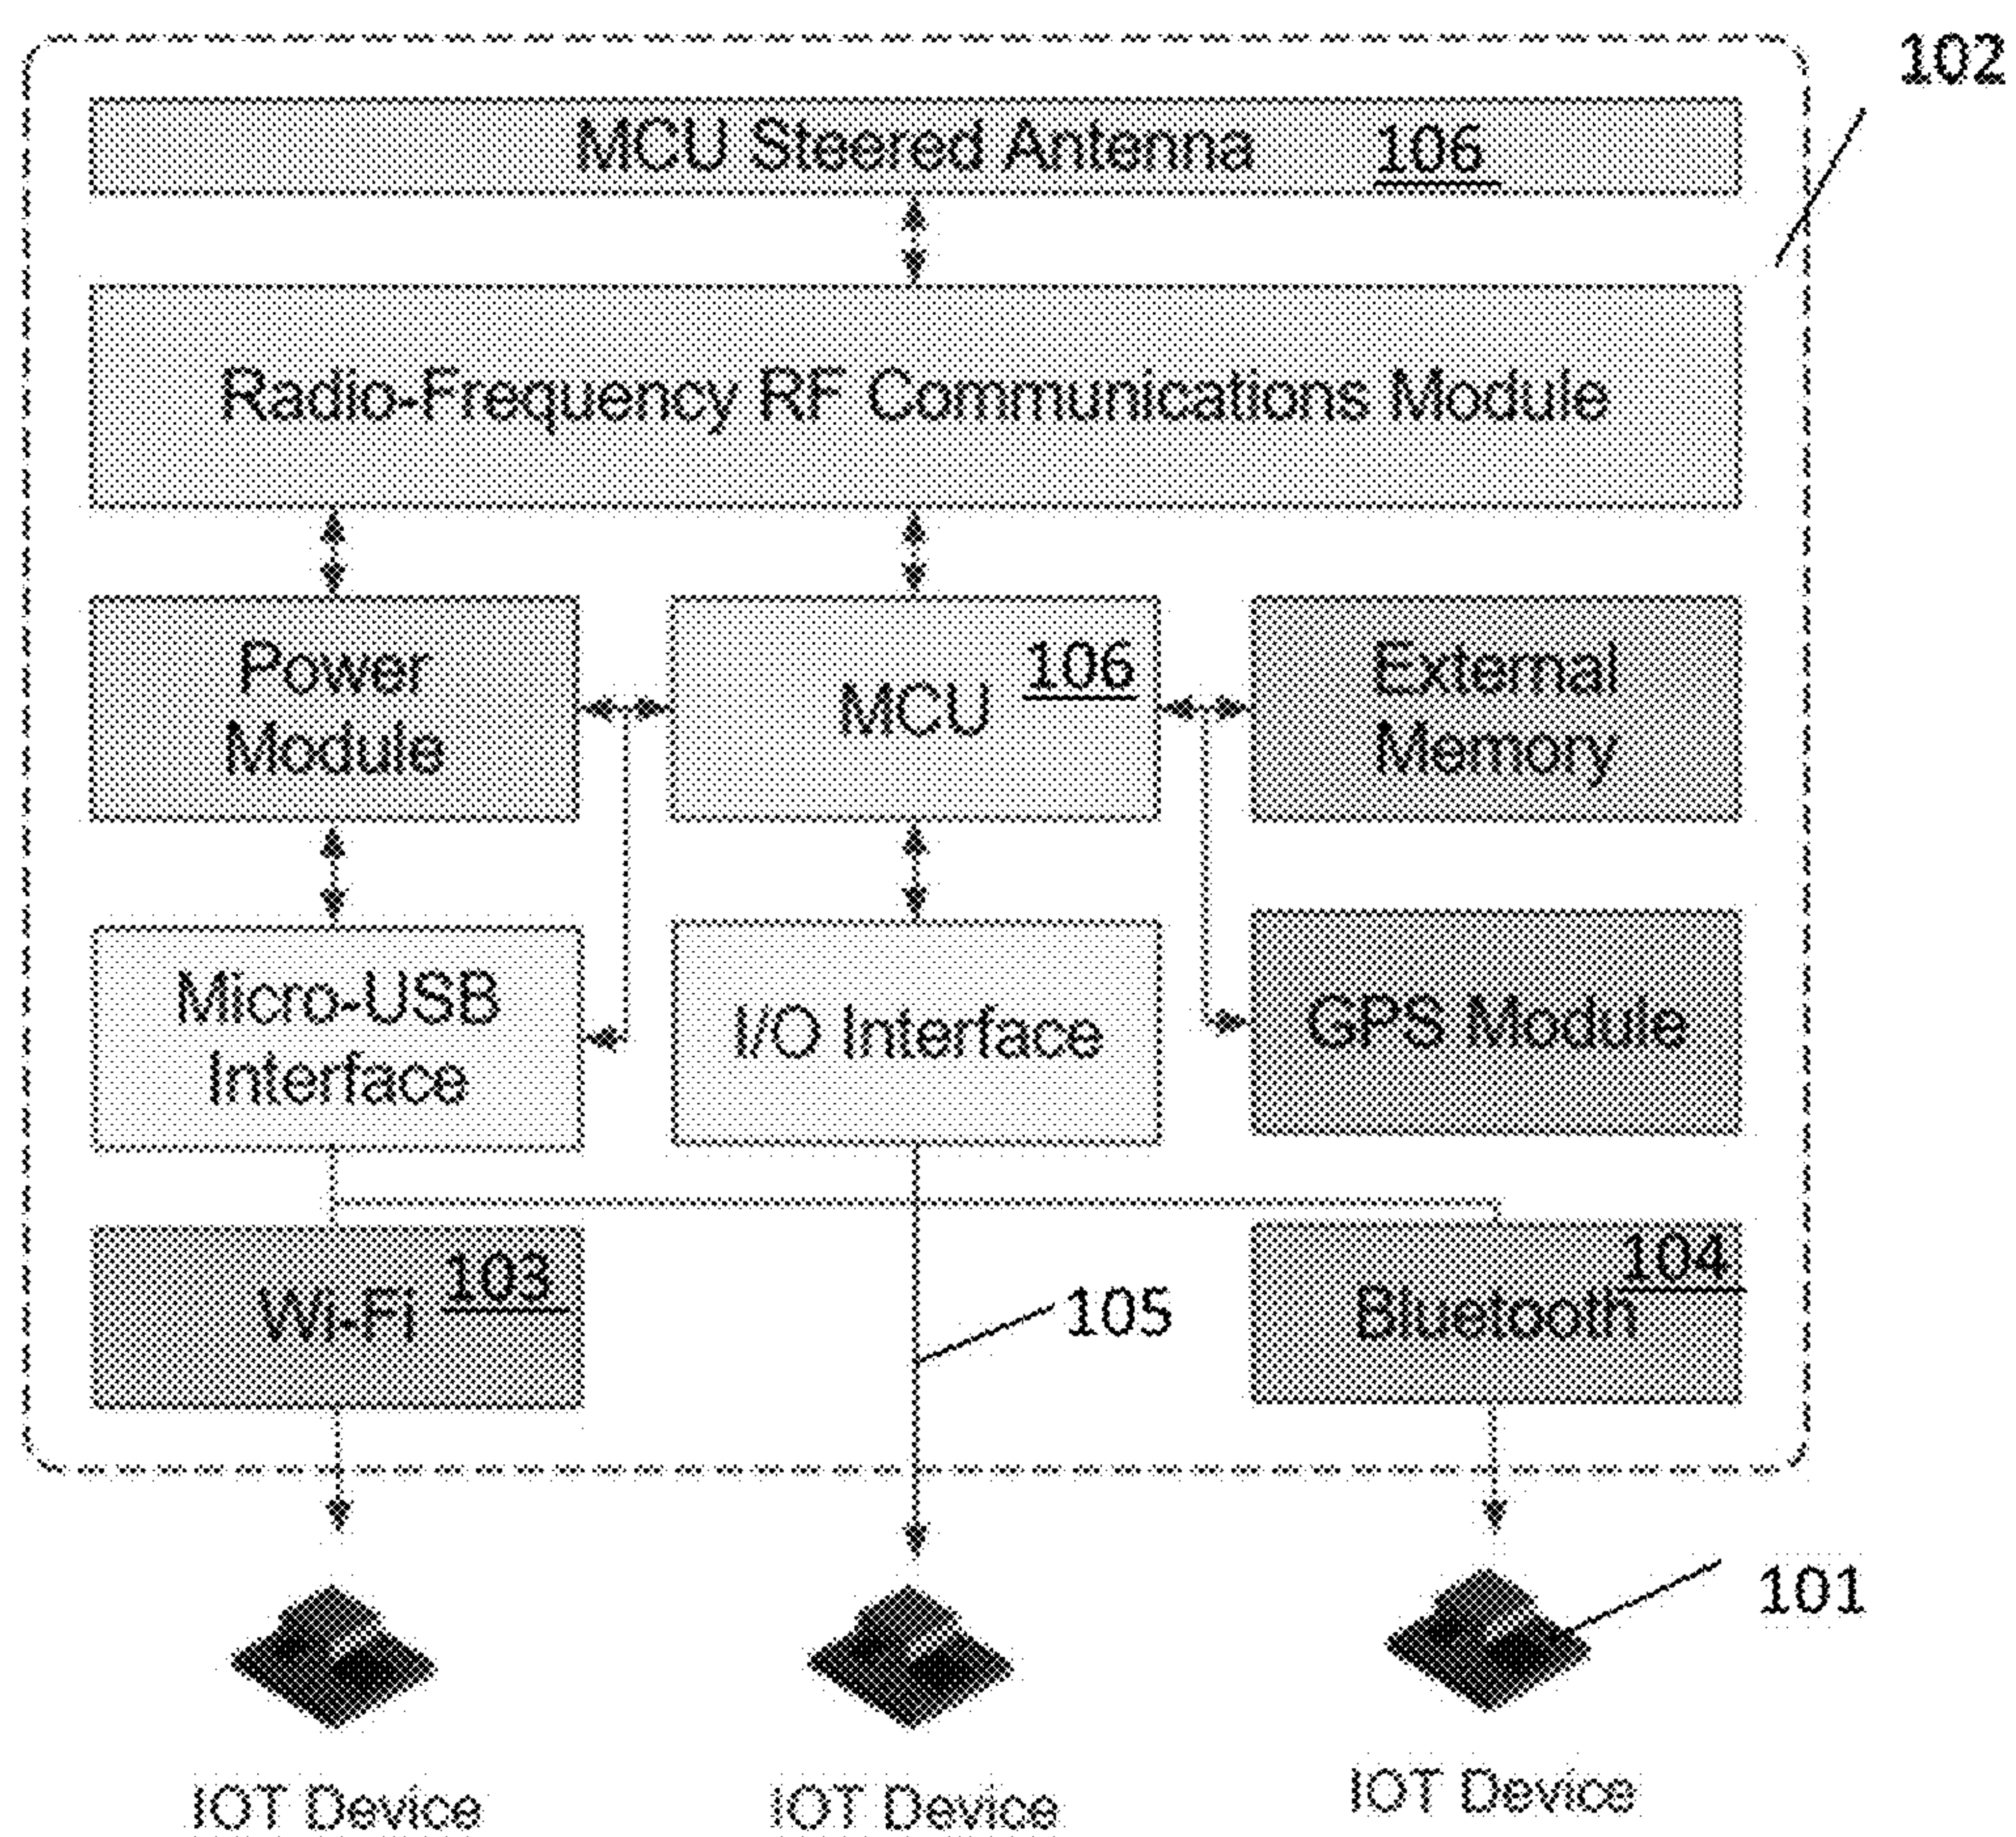 102
MCU Steered Antenna 106
Radio-Frequency RF Communications Module
Power
Module
MCU 106
External
Memory
Micro-USB
Interface
I/O Interface
GPS Module
Wi-Fi 103
105
Bluetooth 104
101
IOT Device
IOT Device
IOT Device